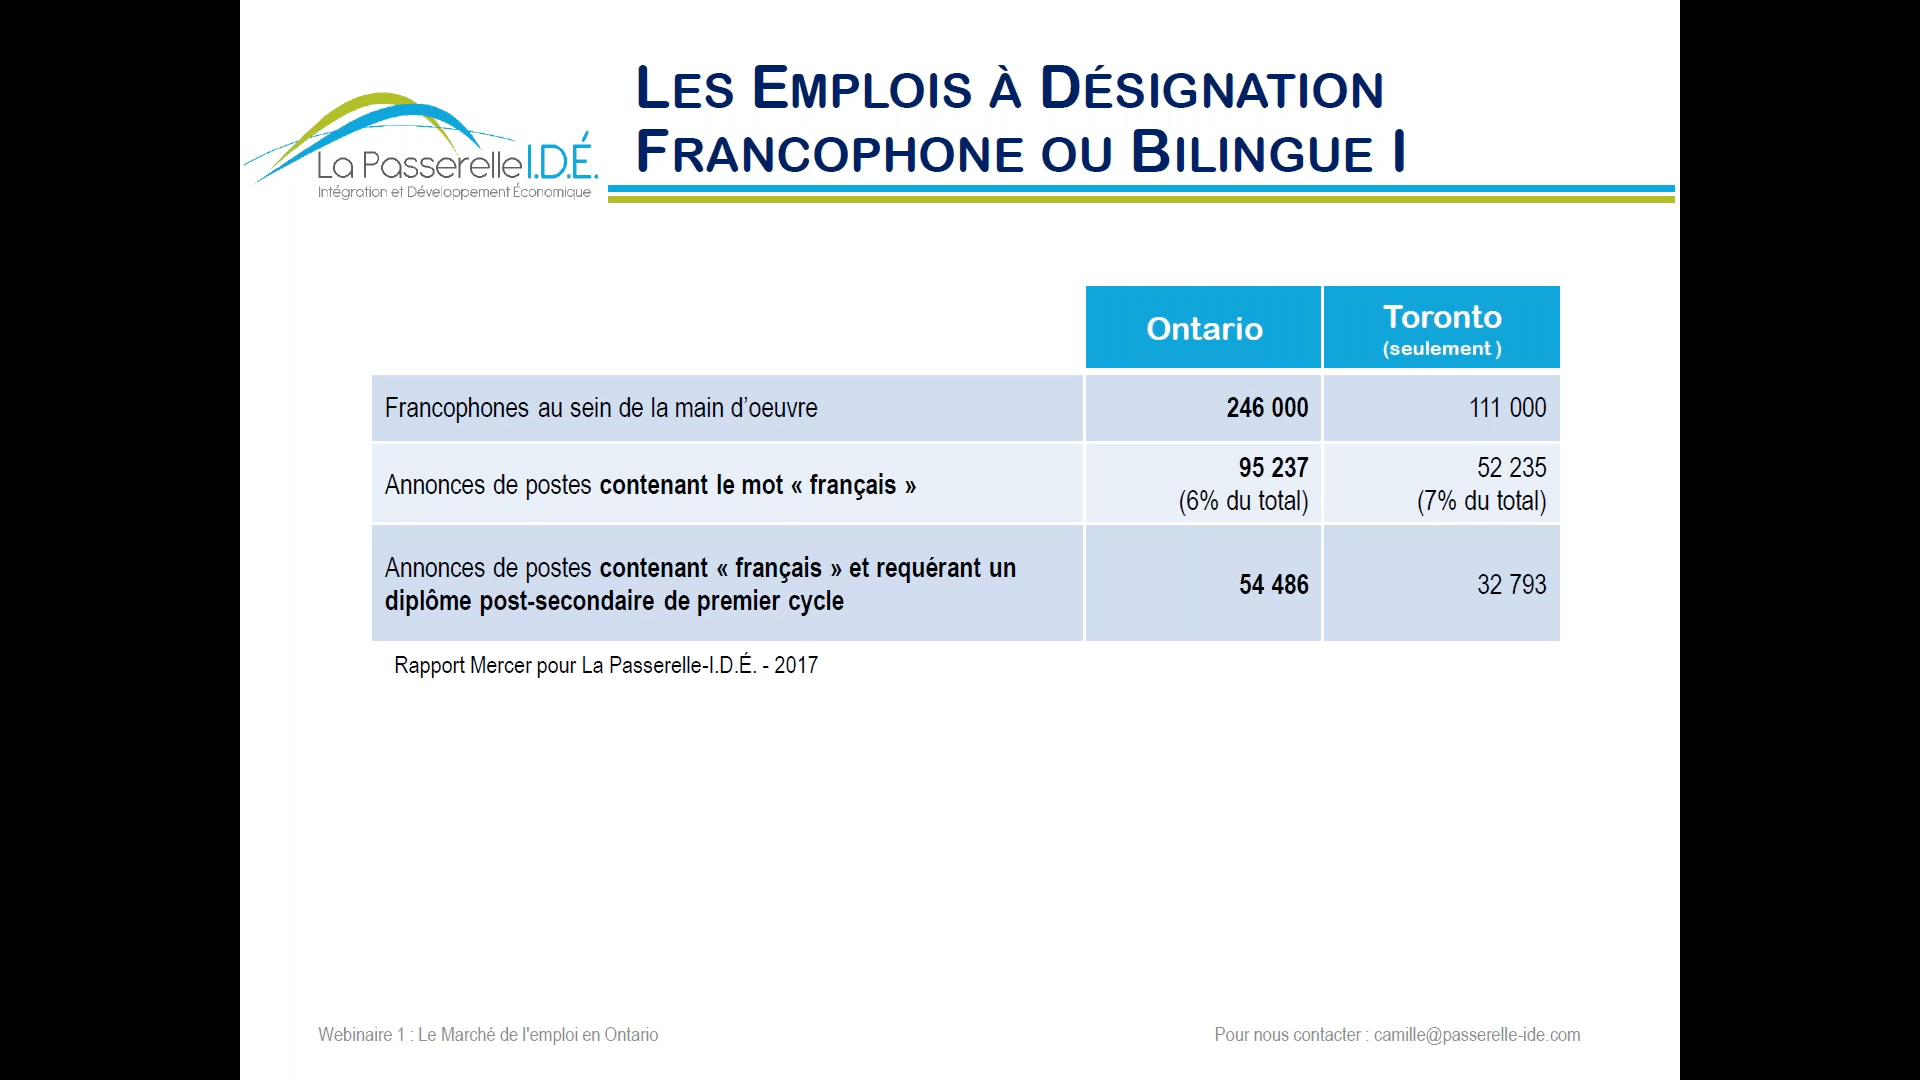 LES EMPLOIS À DÉSIGNATION
FRANCOPHONE OU BILINGUE I
La Passerelle I.D.É.
Intégration et Développement Économique
Ontario
Toronto
(seulement )
Francophones au sein de la main d’oeuvre
246 000
111 000
Annonces de postes contenant le mot « français »
95 237
(6% du total)
52 235
(7% du total)
Annonces de postes contenant « français » et requérant un
diplôme post-secondaire de premier cycle
54 486
32 793
Rapport Mercer pour La Passerelle-I.D.É. - 2017
Webinaire 1 : Le Marché de l'emploi en Ontario
Pour nous contacter : camille@passerelle-ide.com